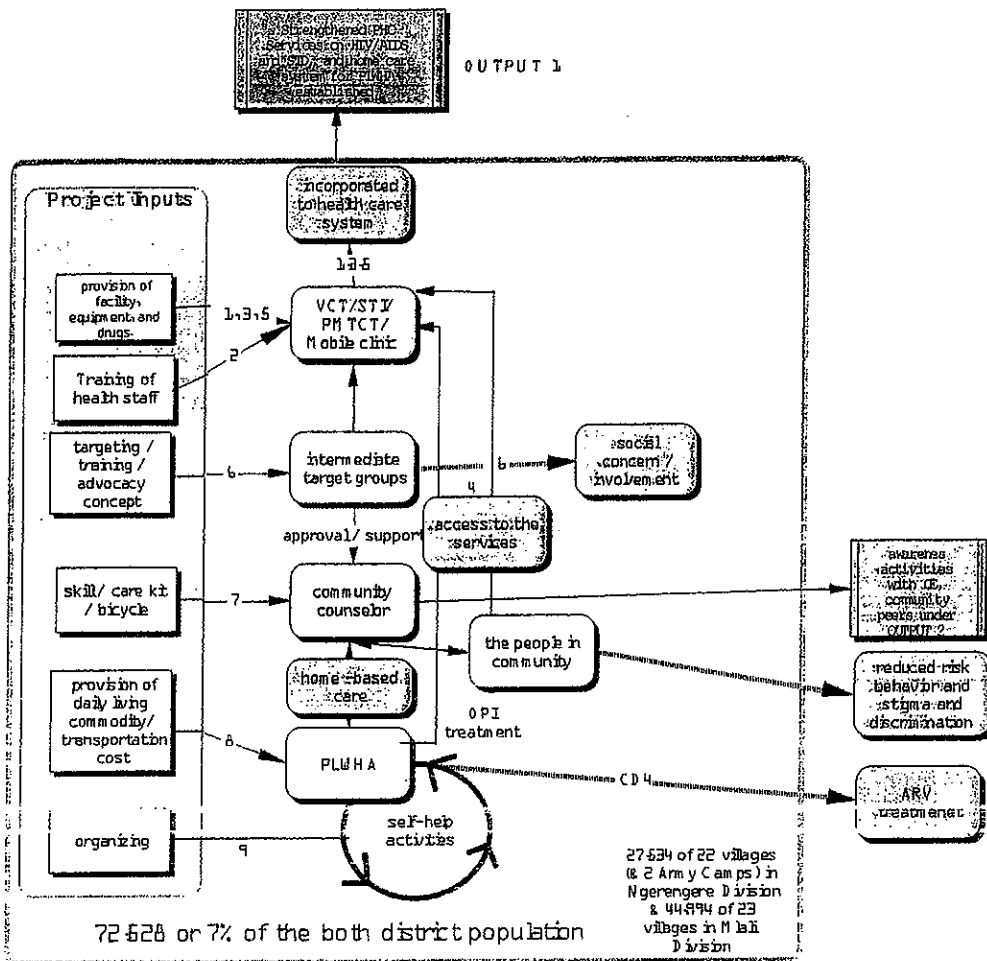 Strengthened PHC
Services on HIV/AIDS
and STD, and home care
system for PLWHA
established
OUTPUT 1
incorporated
to health care
system
Project Inputs
1-3-5
provision of
facility,
equipment, and
drugs.
1,3,5
VCT/STI/
PMTCT/
Mobile clinic
2
Training of
health staff
targeting /
training /
advocacy
concept
6
intermediate
target groups
6
social
concern /
involvement
4
approval/ support
access to the
services
skill/ care kit
/ bicycle
7
community
counselor
awarenes
activities
with
community
peers under
OUTPUT 2
the people in
community
home-based
care
reduced risk
behavior and
stigma and
discrimination
provision of
daily living
commodity/
transportation
cost
8
OPI
treatment
PLWHA
CD4
ARV
treatmenet
self-help
activities
organizing
9
27,634 of 22 villages
(& 2 Army Camps) in
Ngerengere Division
& 44,994 of 23
villages in Mlali
Division
72,628 or 7% of the both district population